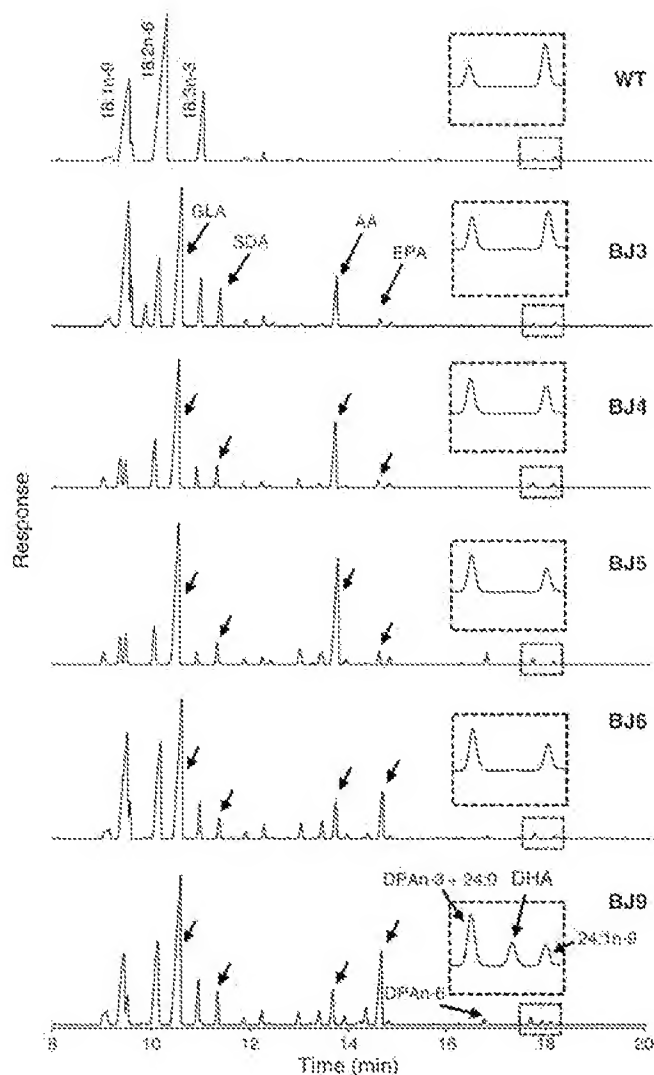 18:1n-9
18:2n-6
18:3n-3
WT
GLA
SDA
AA
EPA
BJ3
BJ4
Response
BJ5
BJ6
DPAn-3 + 24:0
DHA
BJ9
24:1n-9
DPAn-6
8 10 12 14 16 18 20
Time (min)